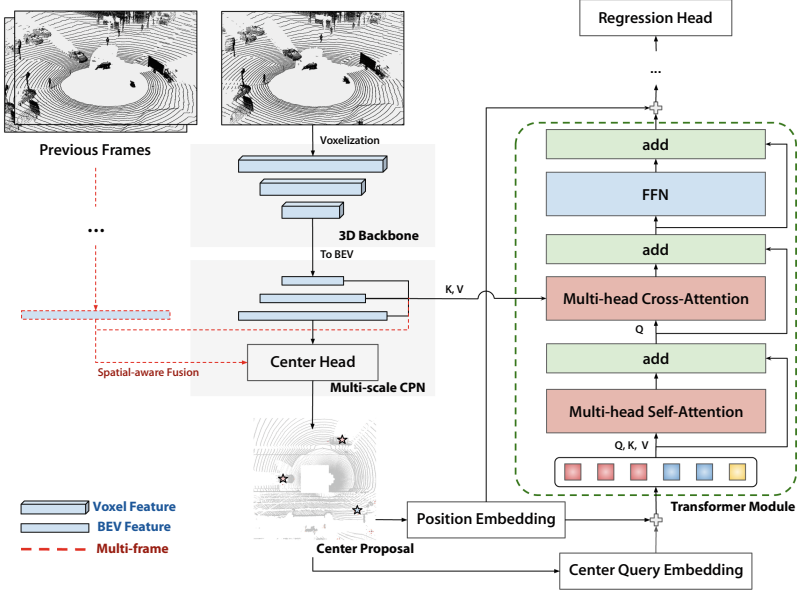 Regression Head
...
Previous Frames
Voxelization
add
FFN
3D Backbone
...
To BEV
add
K, V
Multi-head Cross-Attention
Q
Center Head
add
Spatial-aware Fusion
Multi-scale CPN
Multi-head Self-Attention
Q, K, V
Voxel Feature
BEV Feature
Multi-frame
Center Proposal
Position Embedding
Transformer Module
Center Query Embedding